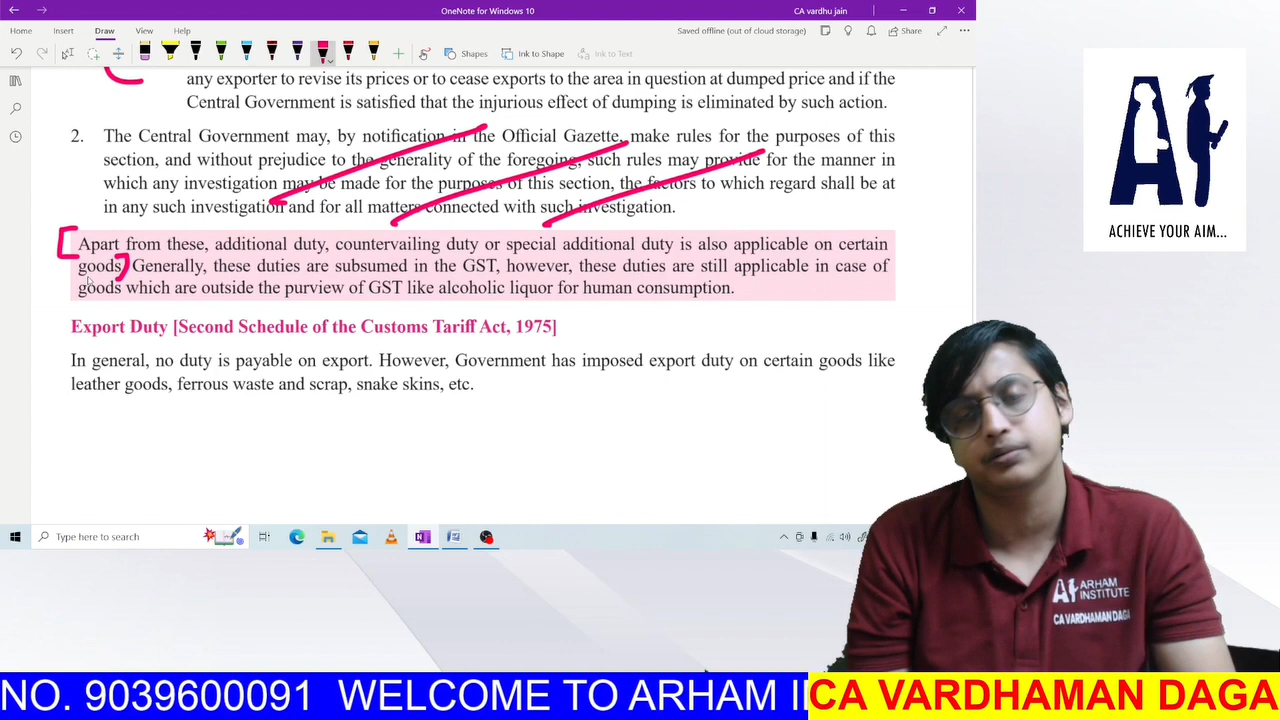 OneNote for Windows 10
CA vardhu jain
Home Insert Draw View Help
Saved offline (out of cloud storage)
Share
Shapes
Ink to Shape
Ink to Text
any exporter to revise its prices or to cease exports to the area in question at dumped price and if the
Central Government is satisfied that the injurious effect of dumping is eliminated by such action.
2. The Central Government may, by notification in the Official Gazette, make rules for the purposes of this
section, and without prejudice to the generality of the foregoing, such rules may provide for the manner in
which any investigation may be made for the purposes of this section, the factors to which regard shall be at
in any such investigation and for all matters connected with such investigation.
Apart from these, additional duty, countervailing duty or special additional duty is also applicable on certain
goods. Generally, these duties are subsumed in the GST, however, these duties are still applicable in case of
goods which are outside the purview of GST like alcoholic liquor for human consumption.
Export Duty [Second Schedule of the Customs Tariff Act, 1975]
In general, no duty is payable on export. However, Government has imposed export duty on certain goods like
leather goods, ferrous waste and scrap, snake skins, etc.
Type here to search
AI
ACHIEVE YOUR AIM...
AI ARHAM
INSTITUTE
CA VARDHAMAN DAGA
NO. 9039600091 WELCOME TO ARHAM I
CA VARDHAMAN DAGA